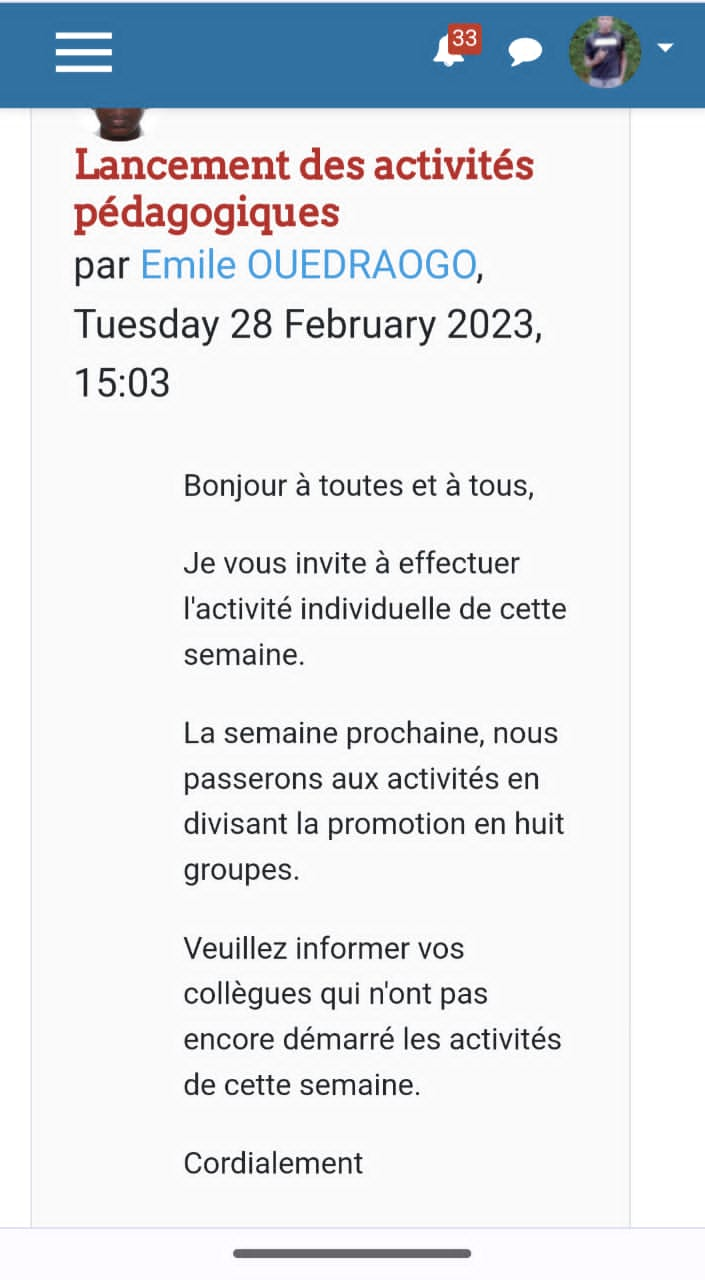 33
Lancement des activités
pédagogiques
par Emile OUEDRAOGO,
Tuesday 28 February 2023,
15:03
Bonjour à toutes et à tous,
Je vous invite à effectuer
l'activité individuelle de cette
semaine.
La semaine prochaine, nous
passerons aux activités en
divisant la promotion en huit
groupes.
Veuillez informer vos
collègues qui n'ont pas
encore démarré les activités
de cette semaine.
Cordialement